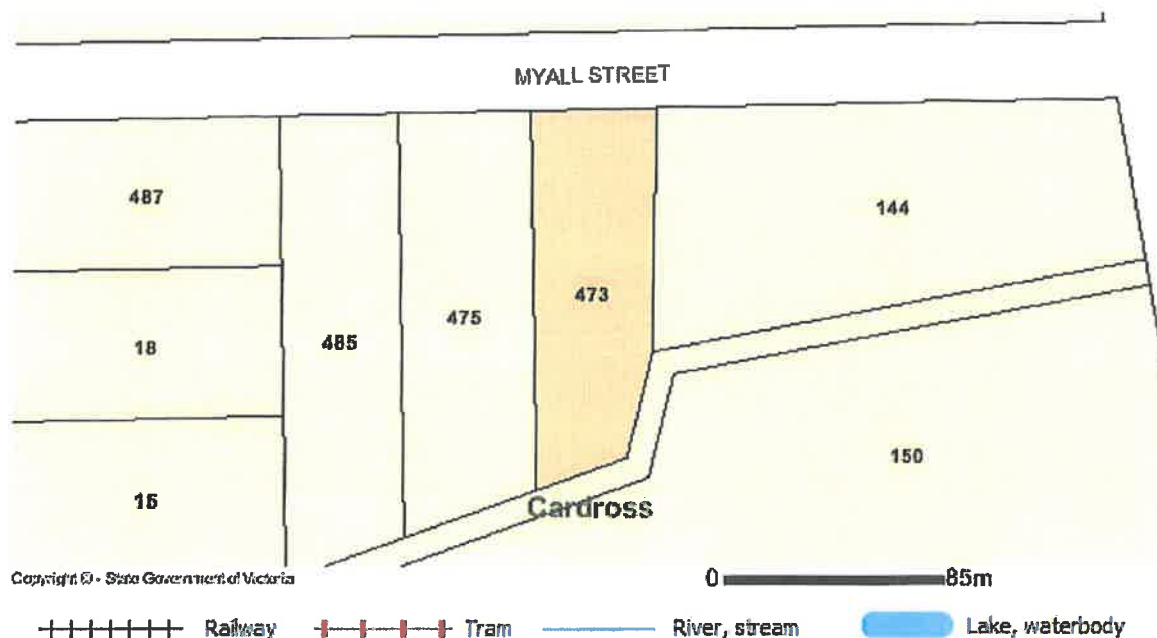 MYALL STREET
487
144
473
475
18
485
150
15
Cardross
Copyright © - State Government of Victoria
0 85m
Railway Tram River, stream Lake, waterbody